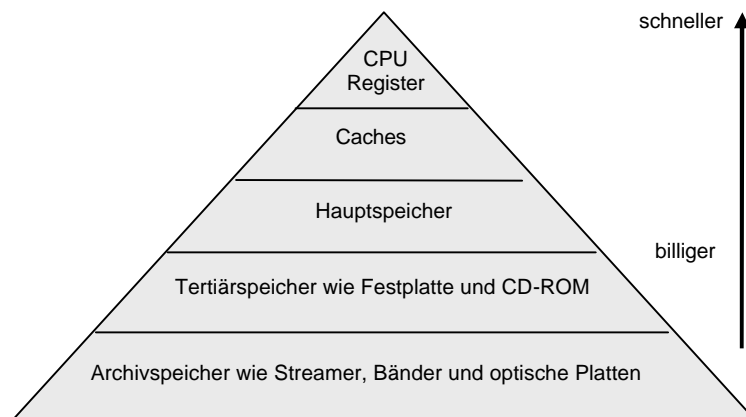 schneller
CPU
Register
Caches
Hauptspeicher
billiger
Tertiärspeicher wie Festplatte und CD-ROM
Archivspeicher wie Streamer, Bänder und optische Platten